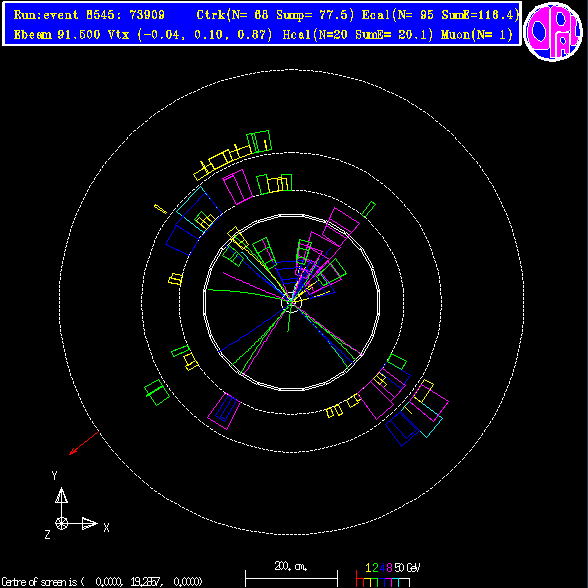 Run:event 8545: 73909 Ctrk(N= 68 Sump= 77.5) Ecal(N= 95 SumE=116.4)
Ebeam 91.500 Vtx (-0.04, 0.10, 0.87) Hcal(N=20 SumE= 20.1) Muon(N= 1)
OPAL
Y
X
Z
200. cm.
1 2 4 8 50 GeV
Centre of screen is ( 0.0000, 19.2857, 0.0000)